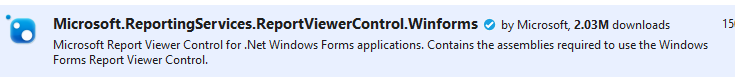 Microsoft.ReportingServices.ReportViewerControl.Winforms by Microsoft, 2.03M downloads
Microsoft Report Viewer Control for .Net Windows Forms applications. Contains the assemblies required to use the Windows
Forms Report Viewer Control.